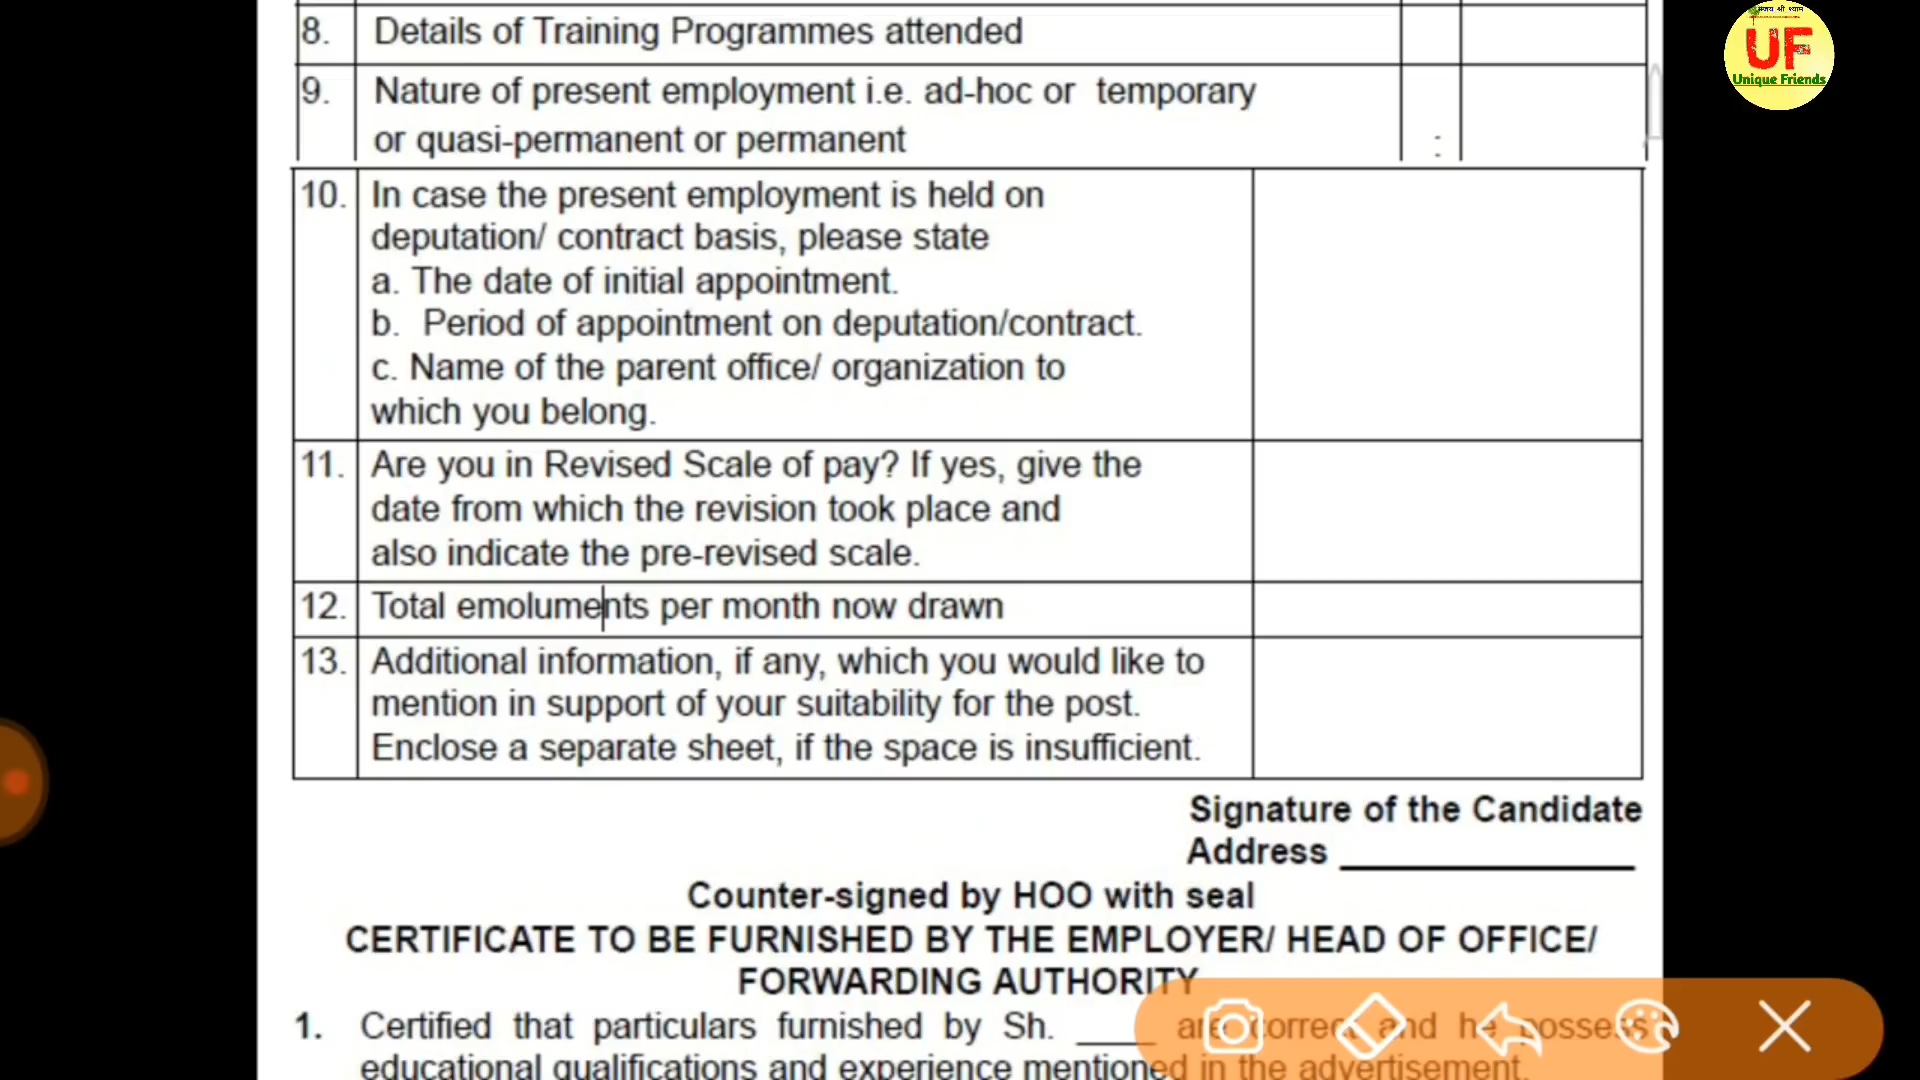 8. Details of Training Programmes attended
9. Nature of present employment i.e. ad-hoc or temporary
or quasi-permanent or permanent :
10. In case the present employment is held on
deputation/ contract basis, please state
a. The date of initial appointment.
b. Period of appointment on deputation/contract.
c. Name of the parent office/ organization to
which you belong.
11. Are you in Revised Scale of pay? If yes, give the
date from which the revision took place and
also indicate the pre-revised scale.
12. Total emoluments per month now drawn
13. Additional information, if any, which you would like to
mention in support of your suitability for the post.
Enclose a separate sheet, if the space is insufficient.
Signature of the Candidate
Address ______________
Counter-signed by HOO with seal
CERTIFICATE TO BE FURNISHED BY THE EMPLOYER/ HEAD OF OFFICE/
FORWARDING AUTHORITY
1. Certified that particulars furnished by Sh. ____ are correct and he possess
educational qualifications and experience mentioned in the advertisement.
UF
Unique Friends